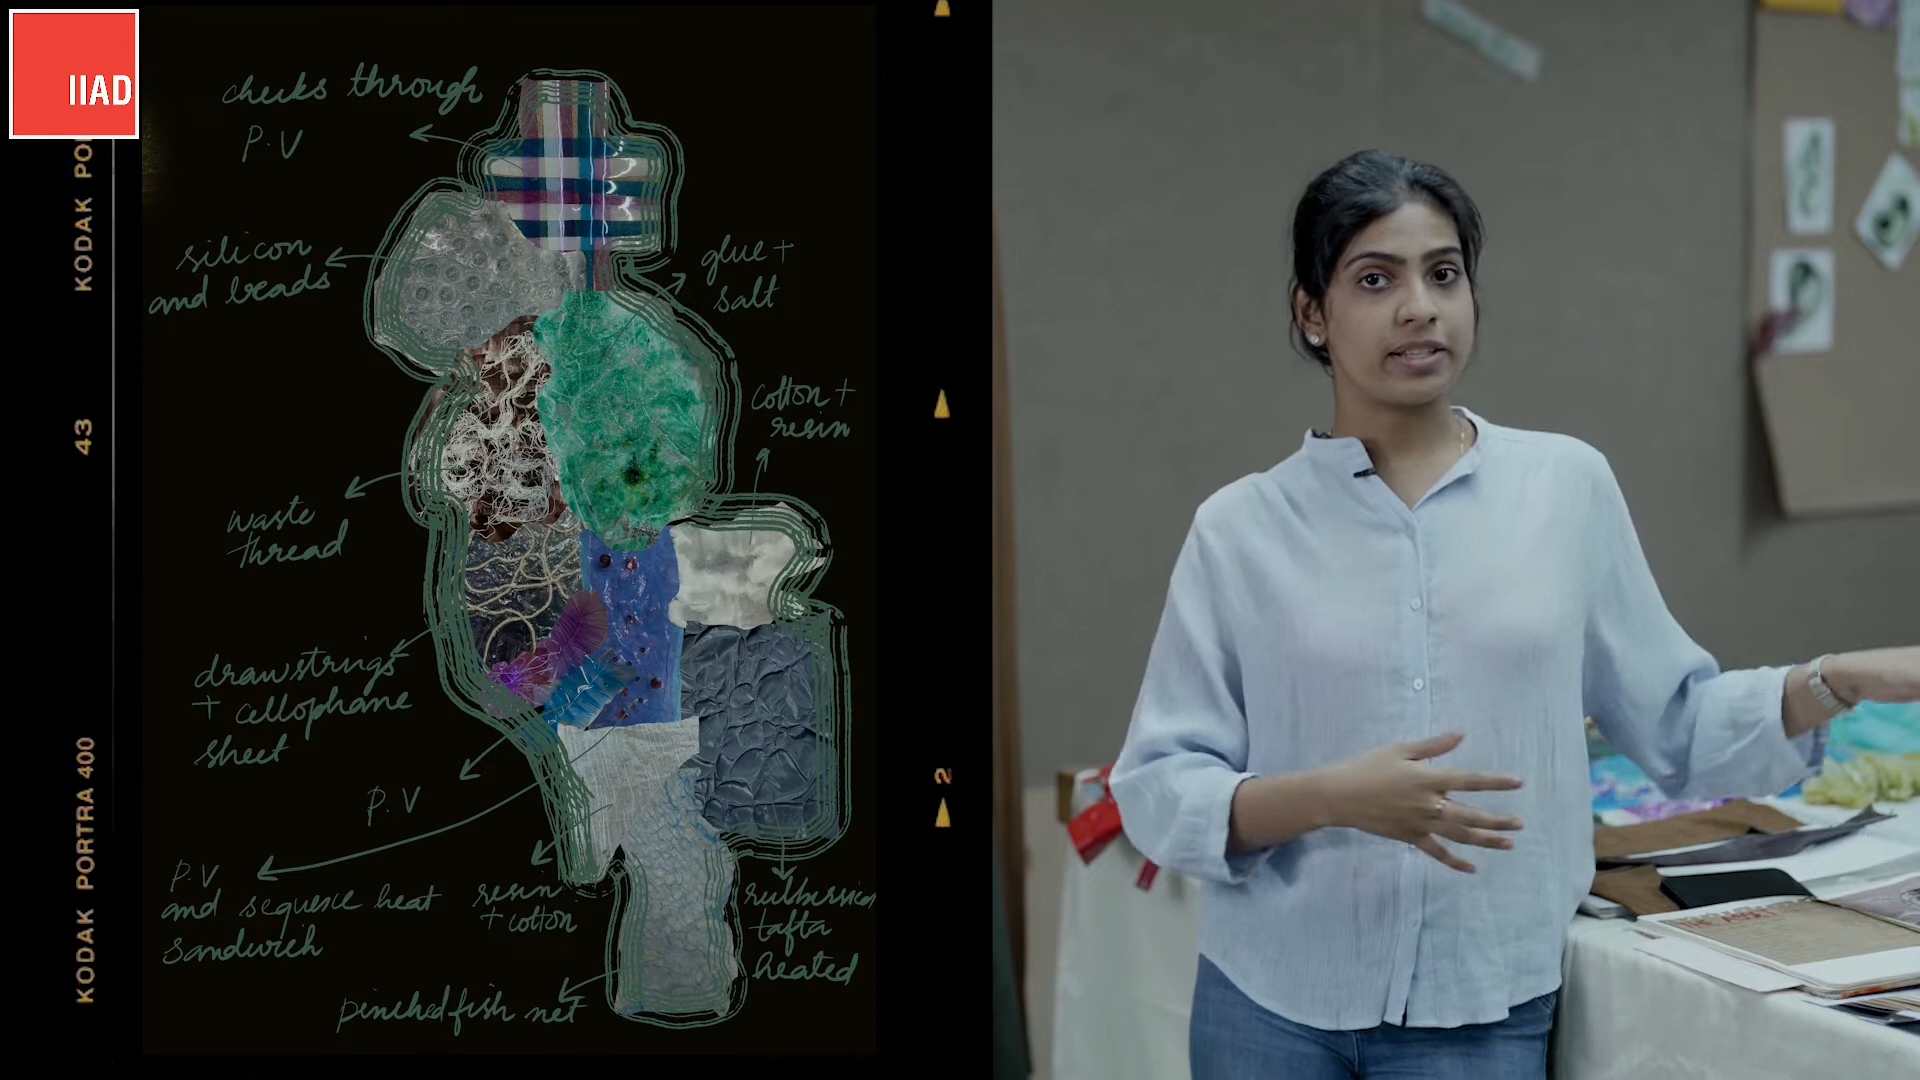 IIAD
KODAK PO
KODAK PORTRA 400
43
2
checks through
P.V
silicon
and beads
glue +
salt
cotton +
resin
waste
thread
drawstrings
+ cellophane
sheet
P.V
P.V
and sequence heat
sandwich
resin
+ cotton
tafta
heated
pinched fish net